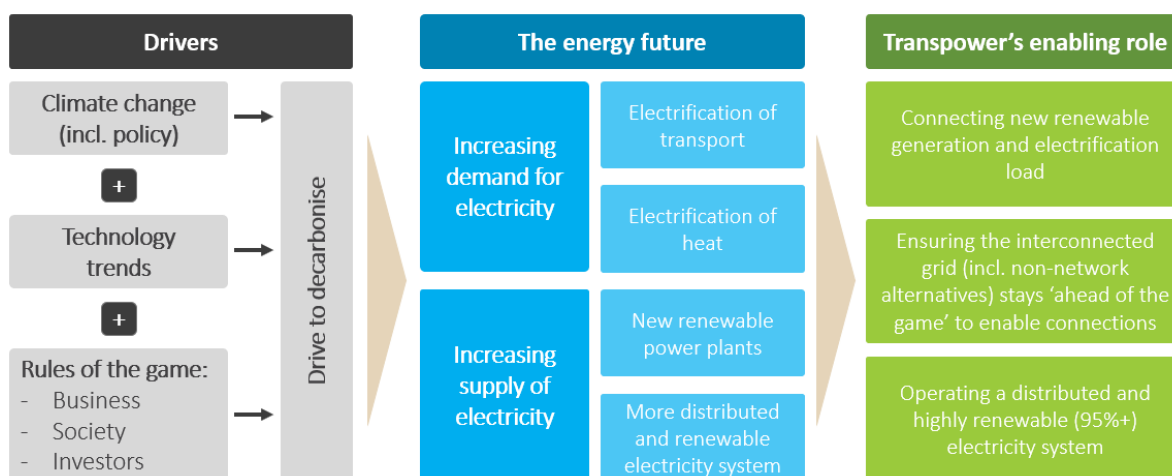 Drivers
Climate change
(incl. policy)
+
Technology
trends
+
Rules of the game:
- Business
- Society
- Investors
Drive to decarbonise
The energy future
Increasing
demand for
electricity
Electrification of
transport
Electrification of
heat
Increasing
supply of
electricity
New renewable
power plants
More distributed
and renewable
electricity system
Transpower’s enabling role
Connecting new renewable
generation and electrification
load
Ensuring the interconnected
grid (incl. non-network
alternatives) stays ‘ahead of the
game’ to enable connections
Operating a distributed and
highly renewable (95%+)
electricity system